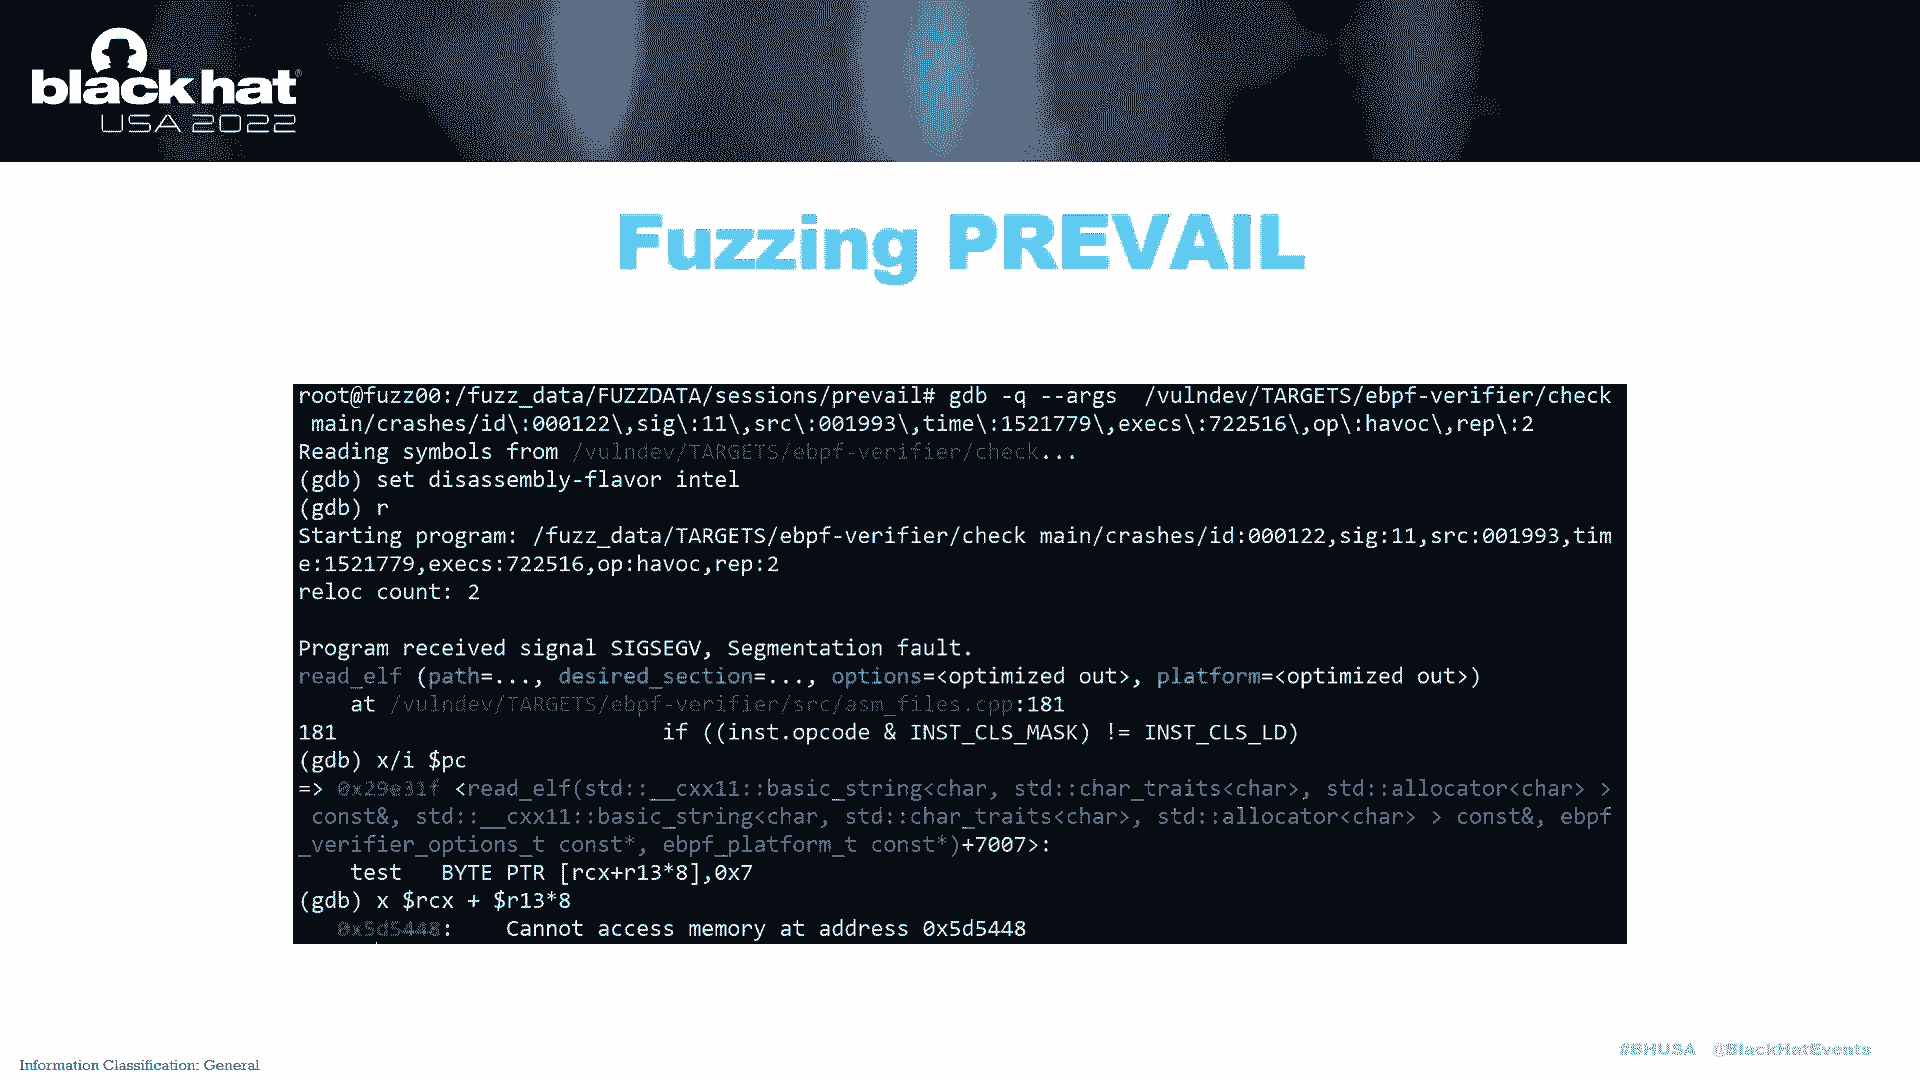 black hat®
USA 2022
Fuzzing PREVAIL
root@fuzz00:/fuzz_data/FUZZDATA/sessions/prevail# gdb -q --args  /vulndev/TARGETS/ebpf-verifier/check
 main/crashes/id\:000122\,sig\:11\,src\:001993\,time\:1521779\,execs\:722516\,op\:havoc\,rep\:2
Reading symbols from /vulndev/TARGETS/ebpf-verifier/check...
(gdb) set disassembly-flavor intel
(gdb) r
Starting program: /fuzz_data/TARGETS/ebpf-verifier/check main/crashes/id:000122,sig:11,src:001993,tim
e:1521779,execs:722516,op:havoc,rep:2
reloc count: 2
Program received signal SIGSEGV, Segmentation fault.
read_elf (path=..., desired_section=..., options=<optimized out>, platform=<optimized out>)
    at /vulndev/TARGETS/ebpf-verifier/src/asm_files.cpp:181
181                         if ((inst.opcode & INST_CLS_MASK) != INST_CLS_LD)
(gdb) x/i $pc
=> 0x29e31f <read_elf(std::__cxx11::basic_string<char, std::char_traits<char>, std::allocator<char> >
 const&, std::__cxx11::basic_string<char, std::char_traits<char>, std::allocator<char> > const&, ebpf
_verifier_options_t const*, ebpf_platform_t const*)+7007>:
    test   BYTE PTR [rcx+r13*8],0x7
(gdb) x $rcx + $r13*8
   0x5d5448:    Cannot access memory at address 0x5d5448
Information Classification: General
#BHUSA @BlackHatEvents